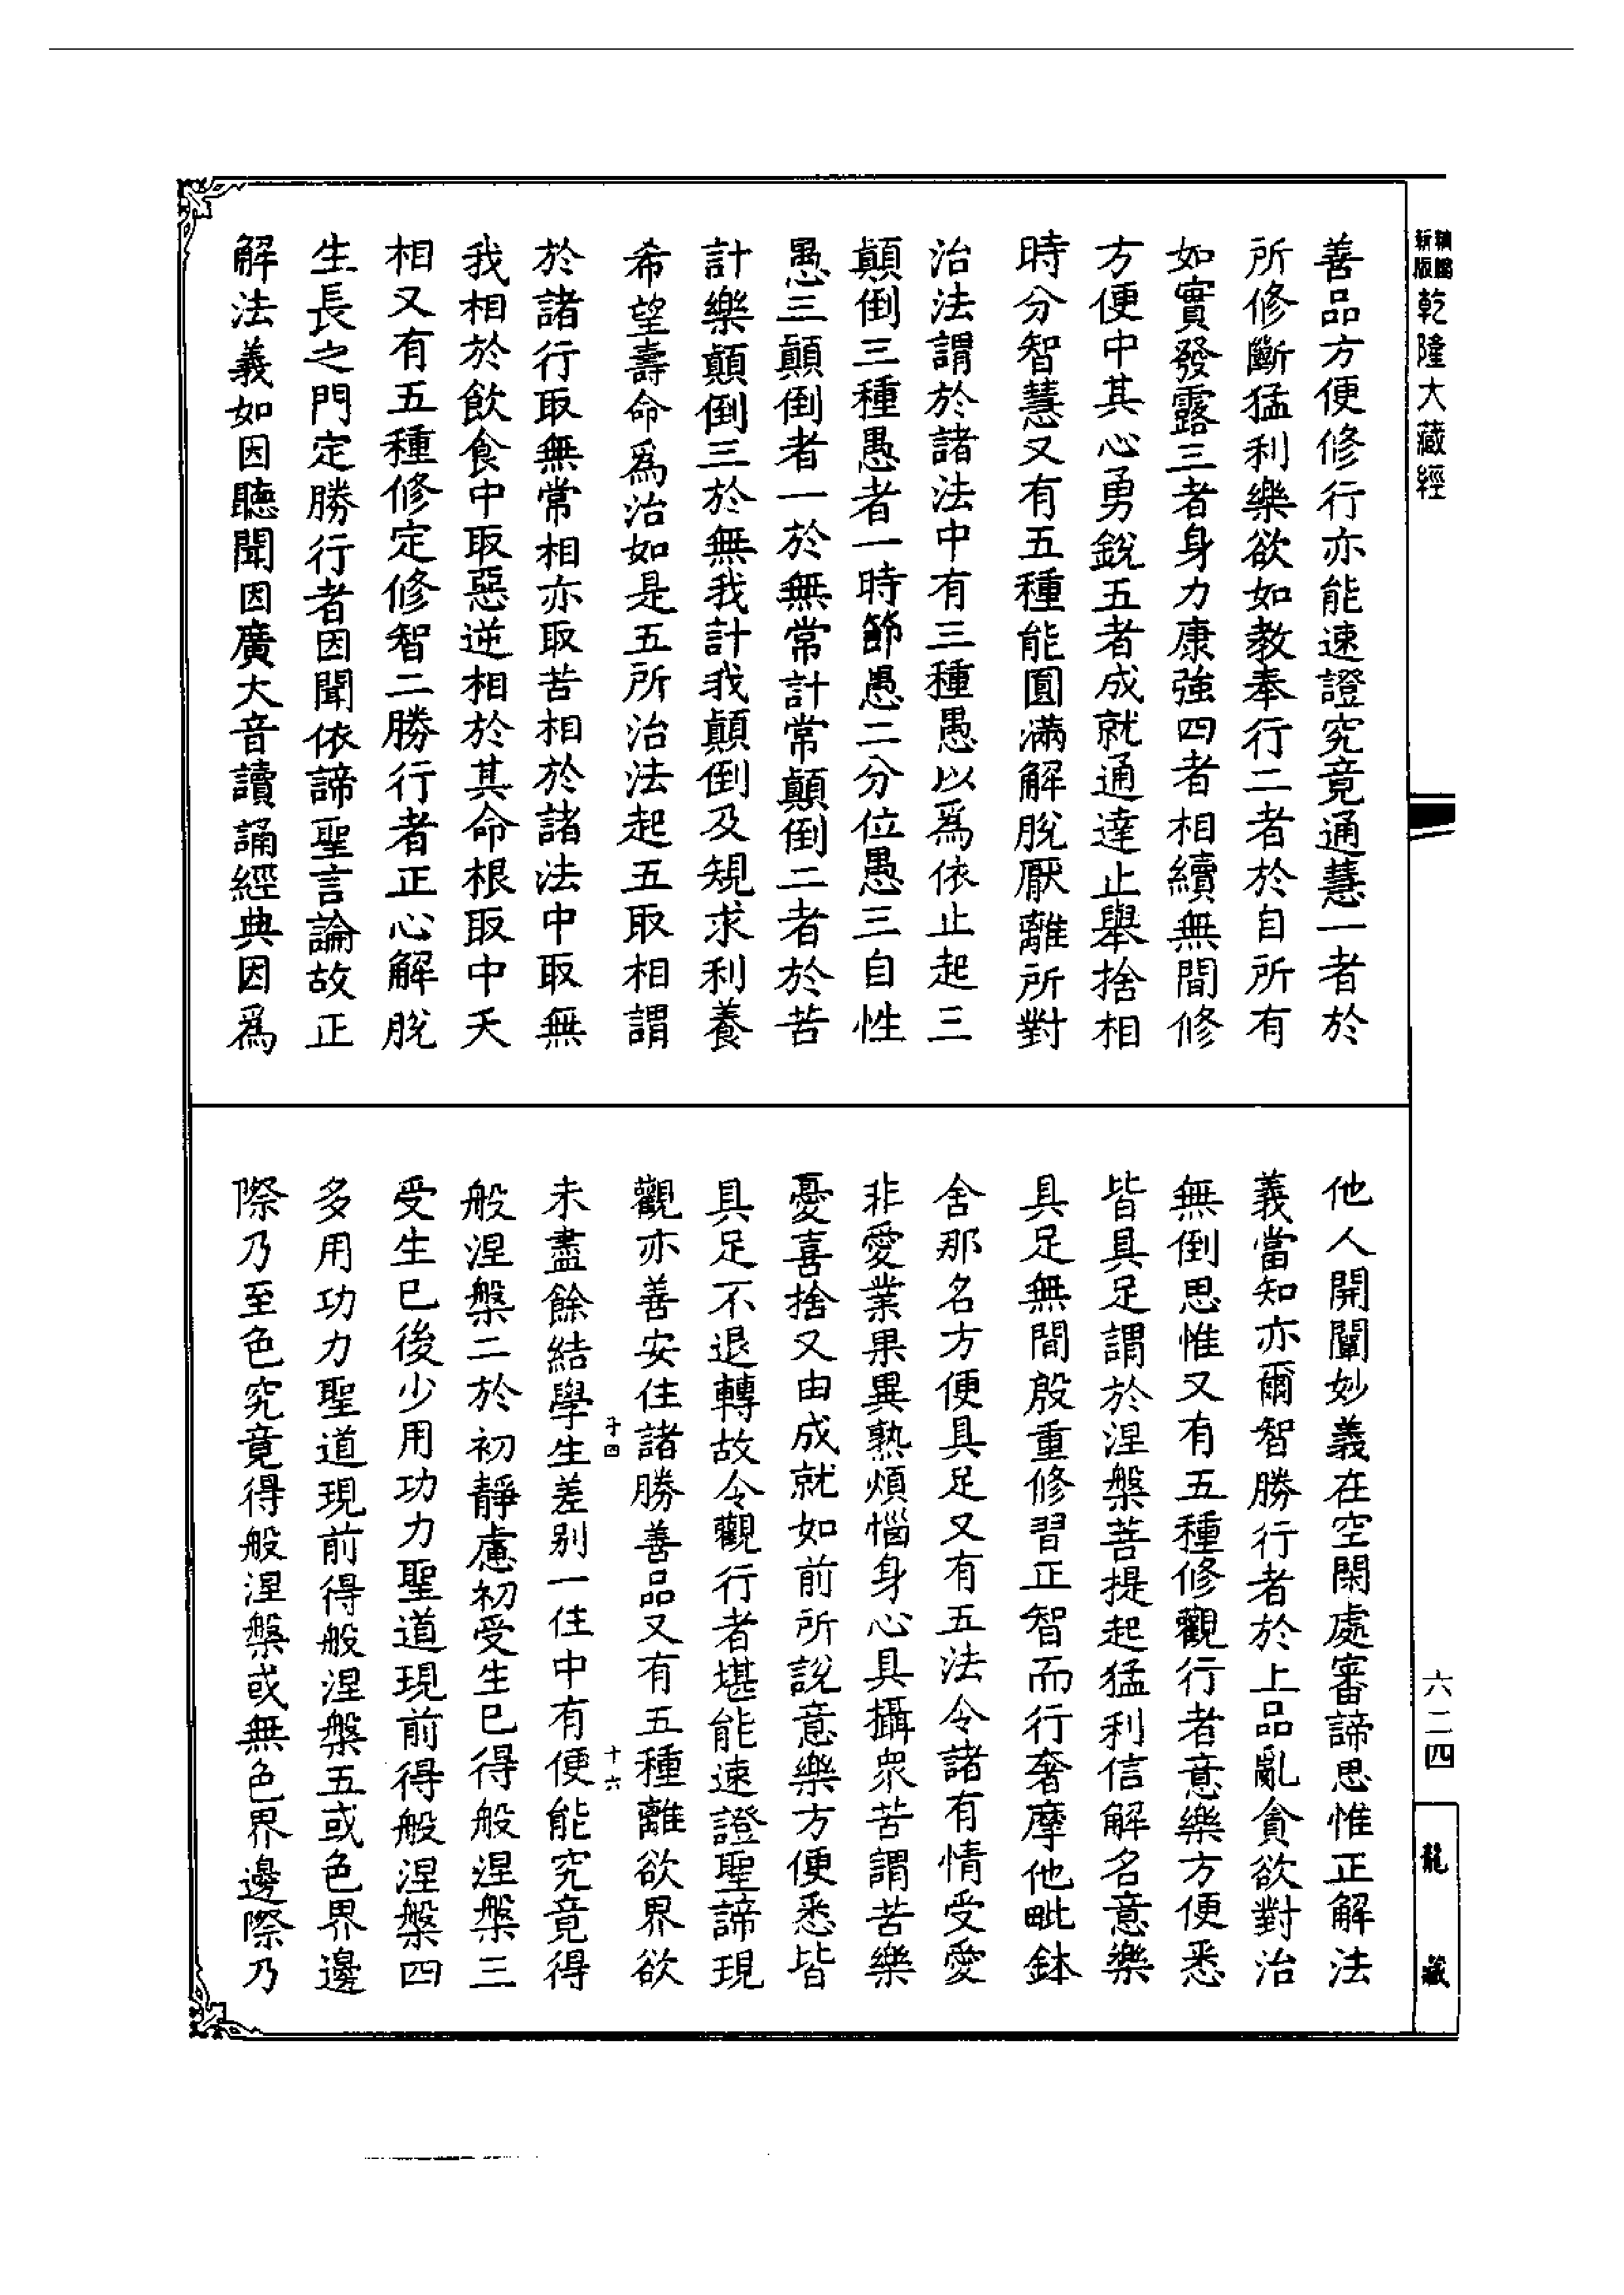 新版
精縮
乾隆大藏經
善品方便修行亦能速證究竟通慧一者於
所修斷猛利樂欲如教奉行二者於自所有
如實發露三者身力康強四者相續無間修
方便中其心勇銳五者成就通達止舉捨相
時分智慧又有五種能圓滿解脫厭離所對
治法謂於諸法中有三種愚以爲依止起三
顛倒三種愚者一時節愚二分位愚三自性
愚三顛倒者一於無常計常顛倒二者於苦
計樂顛倒三於無我計我顛倒及規求利養
希望壽命爲治如是五所治法起五取相謂
於諸行取無常相亦取苦相於諸法中取無
我相於飲食中取惡逆相於其命根取中夭
相又有五種修定修智二勝行者正心解脫
生長之門定勝行者因聞依諦聖言論故正
解法義如因聽聞因廣大音讀誦經典因爲
他人開闡妙義在空閑處審諦思惟正解法
義當知亦爾智勝行者於上品亂貪欲對治
無倒思惟又有五種修觀行者意樂方便悉
皆具足謂於涅槃菩提起猛利信解名意樂
具足無間殷重修習正智而行奢摩他毗鉢
舍那名方便具足又有五法令諸有情受愛
非愛業果異熟煩惱身心具攝衆苦謂苦樂
憂喜捨又由成就如前所說意樂方便悉皆
具足不退轉故令觀行者堪能速證聖諦現
觀亦善安住諸勝善品又有五種離欲界欲
子四
十六
未盡餘結學生差别一住中有便能究竟得
般涅槃二於初靜慮初受生已得般涅槃三
受生已後少用功力聖道現前得般涅槃四
多用功力聖道現前得般涅槃五或色界邊
際乃至色究竟得般涅槃或無色界邊際乃
六二四
龍藏